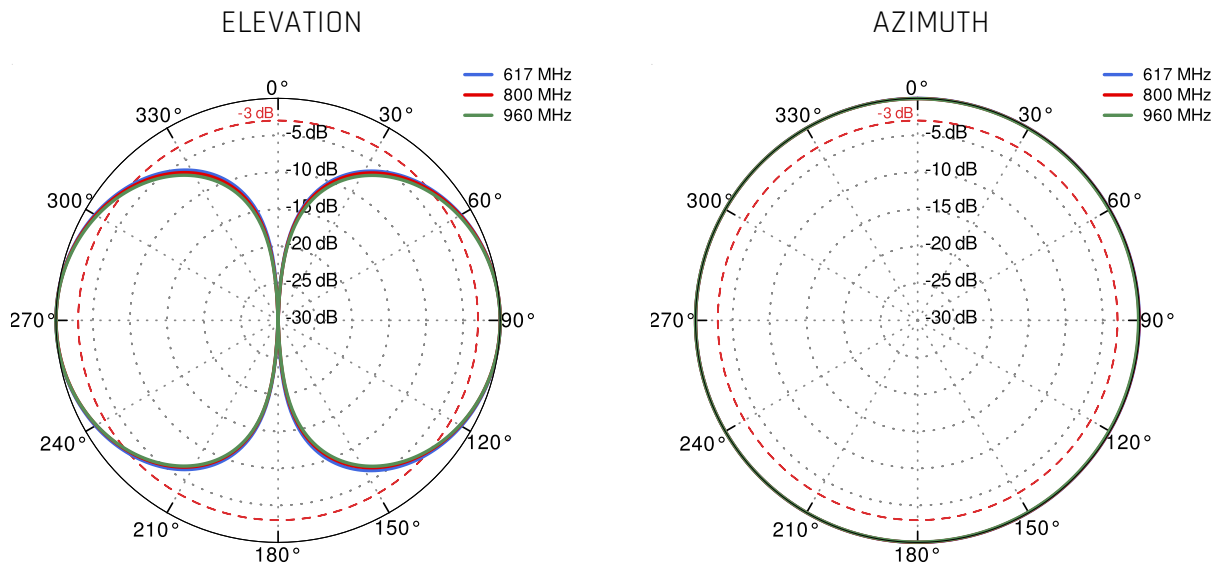 ELEVATION
617 MHz
800 MHz
960 MHz
0°
330°
30°
-3 dB
-5 dB
-10 dB
300°
60°
-15 dB
-20 dB
-25 dB
270°
-30 dB
90°
240°
120°
210°
150°
180°
AZIMUTH
617 MHz
800 MHz
960 MHz
0°
330°
30°
-3 dB
-5 dB
-10 dB
300°
60°
-15 dB
-20 dB
-25 dB
270°
-30 dB
90°
240°
120°
210°
150°
180°